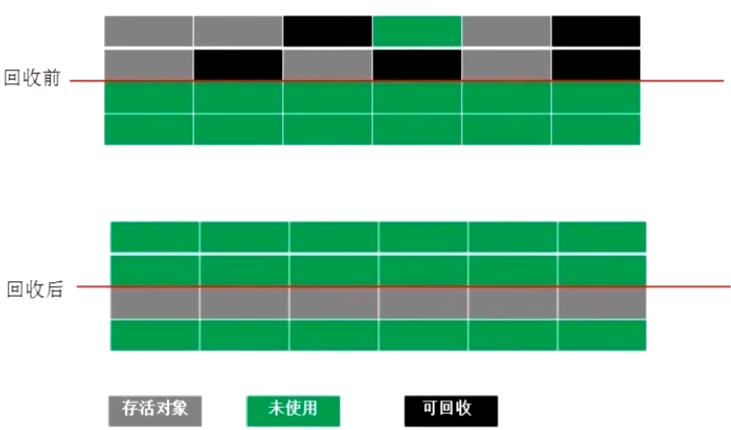 回收前
回收后
存活对象
未使用
可回收